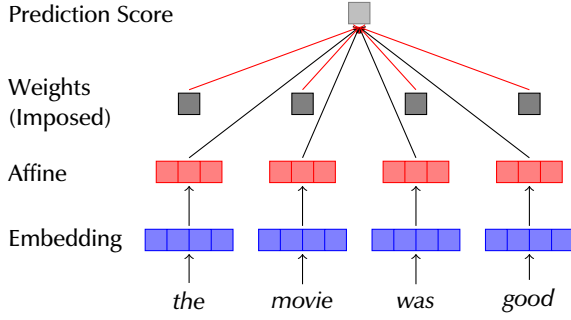 Prediction Score
Weights
(Imposed)
Affine
Embedding
the movie was good